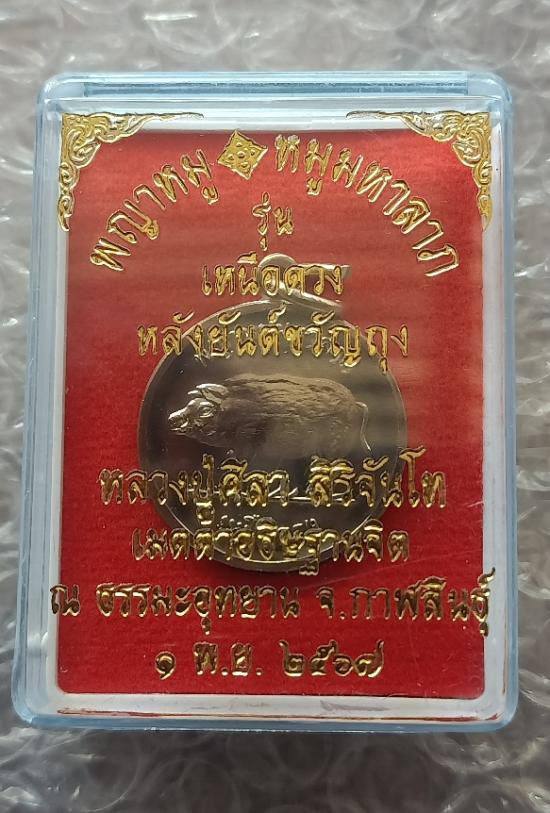 พญาหมู หมูมหาลาภ
รุ่น
เหนือดวง
หลังยันต์ขวัญถุง
หลวงปู่ศิลา สิริจันโท
เมตตาอธิษฐานจิต
ณ ธรรมะอุทยาน จ.กาฬสินธุ์
๑ พ.ย. ๒๕๖๗